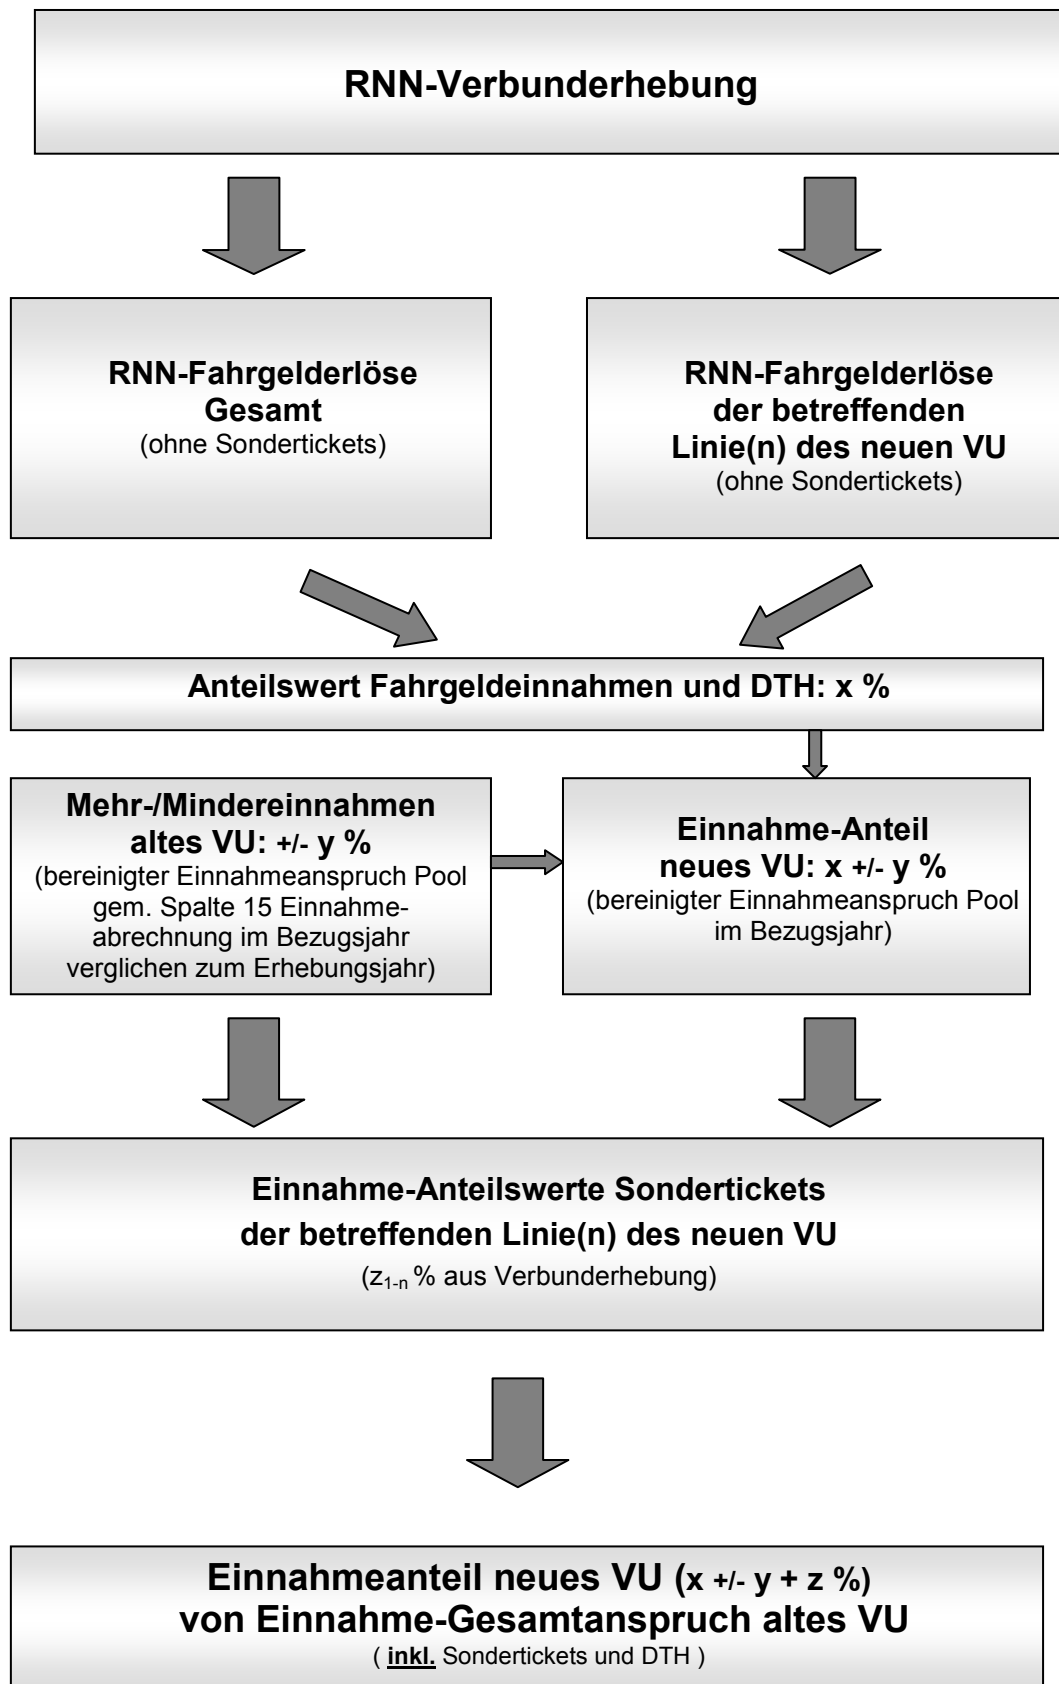 RNN-Verbunderhebung
RNN-Fahrgelderlöse
Gesamt
(ohne Sondertickets)
RNN-Fahrgelderlöse
der betreffenden
Linie(n) des neuen VU
(ohne Sondertickets)
Anteilswert Fahrgeldeinnahmen und DTH: x %
Mehr-/Mindereinnahmen
altes VU: +/- y %
(bereinigter Einnahmeanspruch Pool
gem. Spalte 15 Einnahme-
abrechnung im Bezugsjahr
verglichen zum Erhebungsjahr)
Einnahme-Anteil
neues VU: x +/- y %
(bereinigter Einnahmeanspruch Pool
im Bezugsjahr)
Einnahme-Anteilswerte Sondertickets
der betreffenden Linie(n) des neuen VU
(z1-n % aus Verbunderhebung)
Einnahmeanteil neues VU (x +/- y + z %)
von Einnahme-Gesamtanspruch altes VU
( inkl. Sondertickets und DTH )